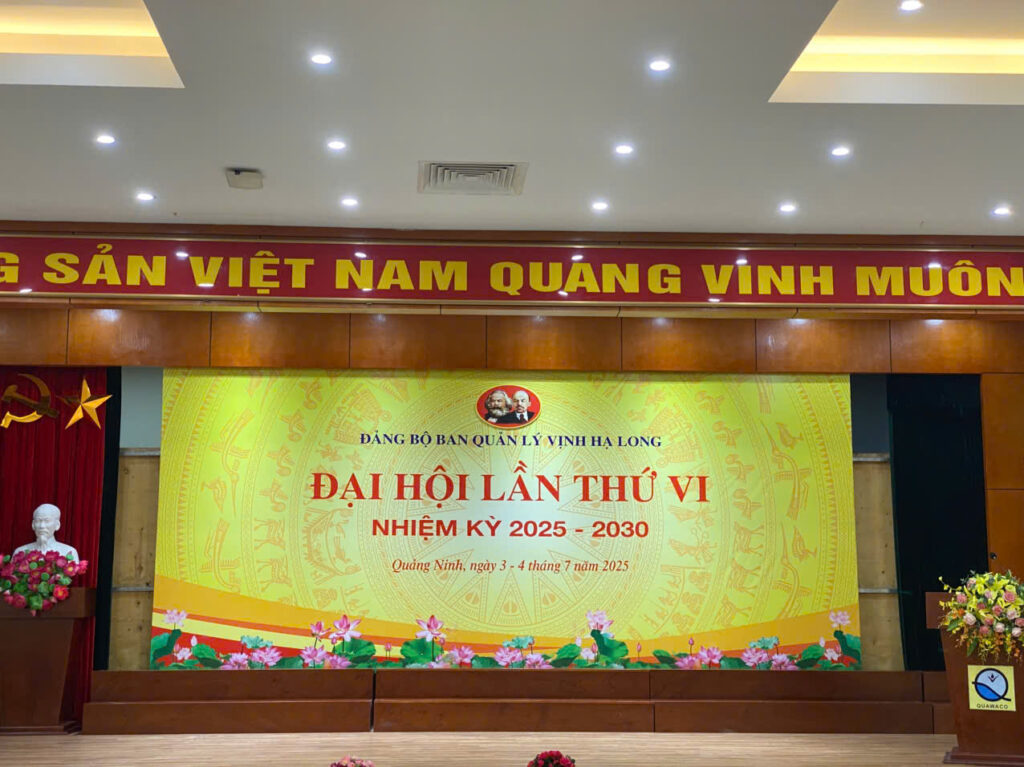 G SẢN VIỆT NAM QUANG VINH MUÔN
ĐẢNG BỘ BAN QUẢN LÝ VỊNH HẠ LONG
ĐẠI HỘI LẦN THỨ VI
NHIỆM KỲ 2025 - 2030
Quảng Ninh, ngày 3 - 4 tháng 7 năm 2025
QUAWACO